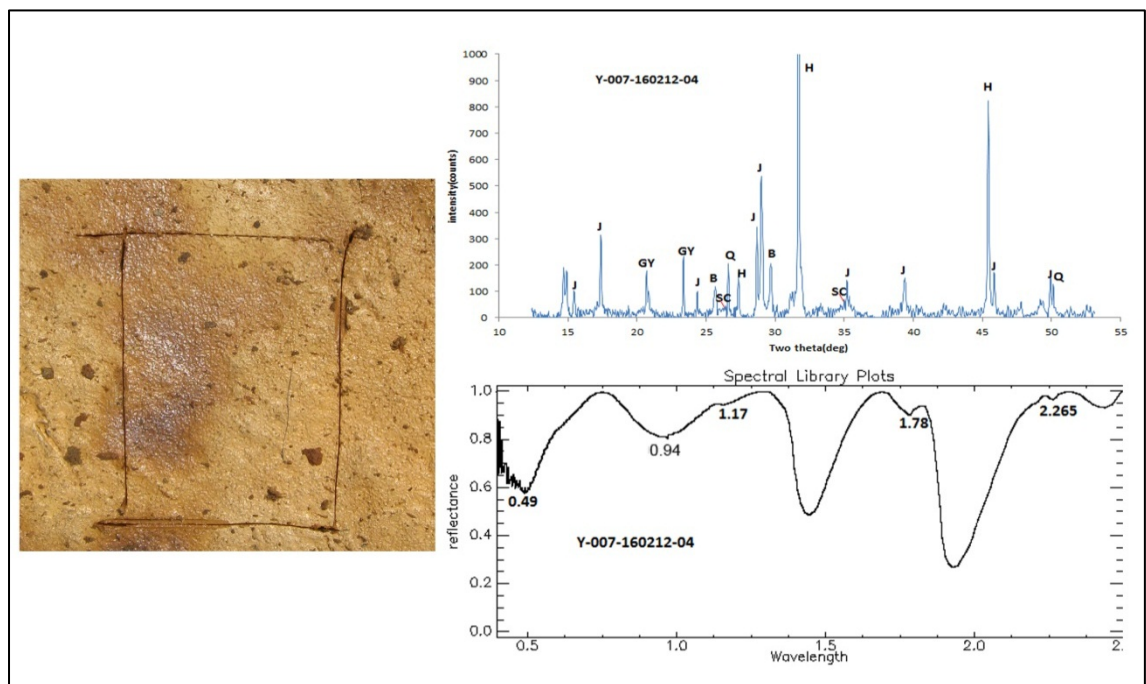 1000
900
800
700
600
500
400
300
200
100
0
intensity(counts)
Y-007-160212-04
H
H
J
J
J
GY
GY
J
J
B
SC
Q
H
B
SC
J
J
J
J
Q
10 15 20 25 30 35 40 45 50 55
Two theta(deg)
Spectral Library Plots
1.0
0.8
0.6
0.4
0.2
0.0
reflectance
0.49
0.94
1.17
1.78
2.265
Y-007-160212-04
0.5 1.0 1.5 2.0 2.
Wavelength